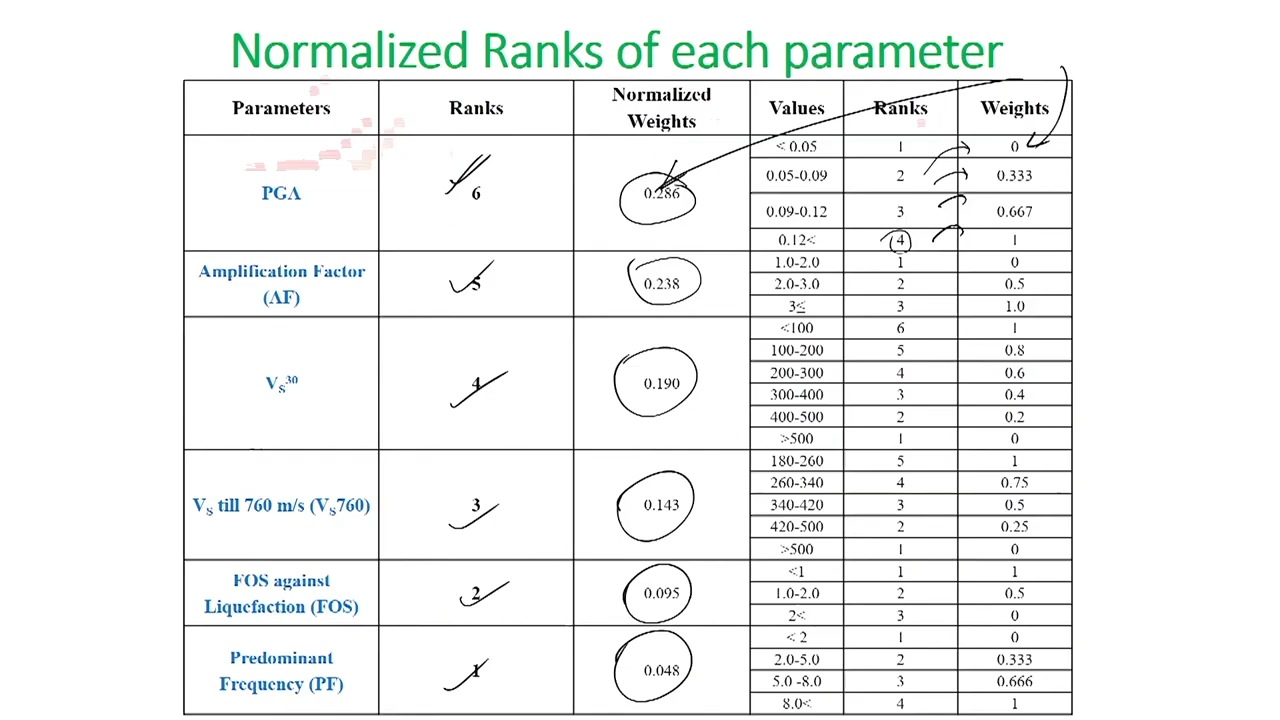 Normalized Ranks of each parameter
Parameters Ranks Normalized Weights Values Ranks Weights
PGA 6 0.286 < 0.05 1 0
0.05-0.09 2 0.333
0.09-0.12 3 0.667
0.12< 4 1
Amplification Factor (AF) 5 0.238 1.0-2.0 1 0
2.0-3.0 2 0.5
3≤ 3 1.0
Vs³⁰ 4 0.190 <100 6 1
100-200 5 0.8
200-300 4 0.6
300-400 3 0.4
400-500 2 0.2
>500 1 0
Vs till 760 m/s (Vs760) 3 0.143 180-260 5 1
260-340 4 0.75
340-420 3 0.5
420-500 2 0.25
>500 1 0
FOS against Liquefaction (FOS) 2 0.095 <1 1 1
1.0-2.0 2 0.5
2< 3 0
Predominant Frequency (PF) 1 0.048 < 2 1 0
2.0-5.0 2 0.333
5.0 -8.0 3 0.666
8.0< 4 1